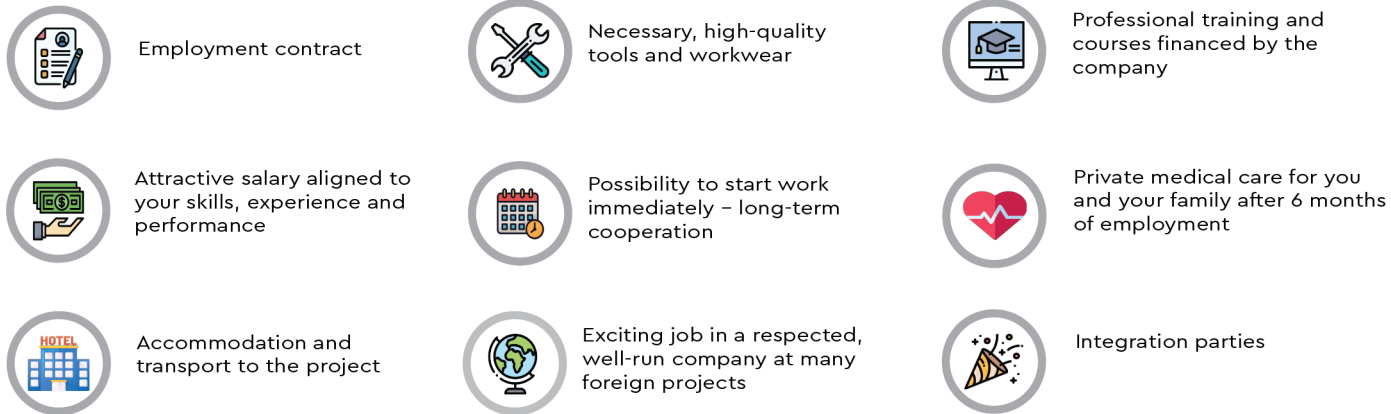 Employment contract
Necessary, high-quality
tools and workwear
Professional training and
courses financed by the
company
Attractive salary aligned to
your skills, experience and
performance
Possibility to start work
immediately – long-term
cooperation
Private medical care for you
and your family after 6 months
of employment
HOTEL
Accommodation and
transport to the project
Exciting job in a respected,
well-run company at many
foreign projects
Integration parties